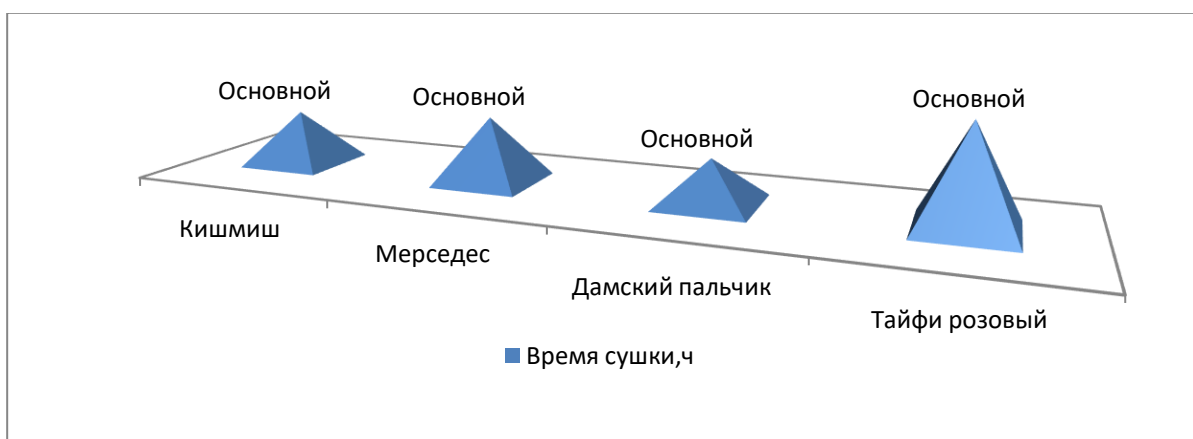 Основной
Основной
Основной
Основной
Кишмиш
Мерседес
Дамский пальчик
Тайфи розовый
Время сушки,ч